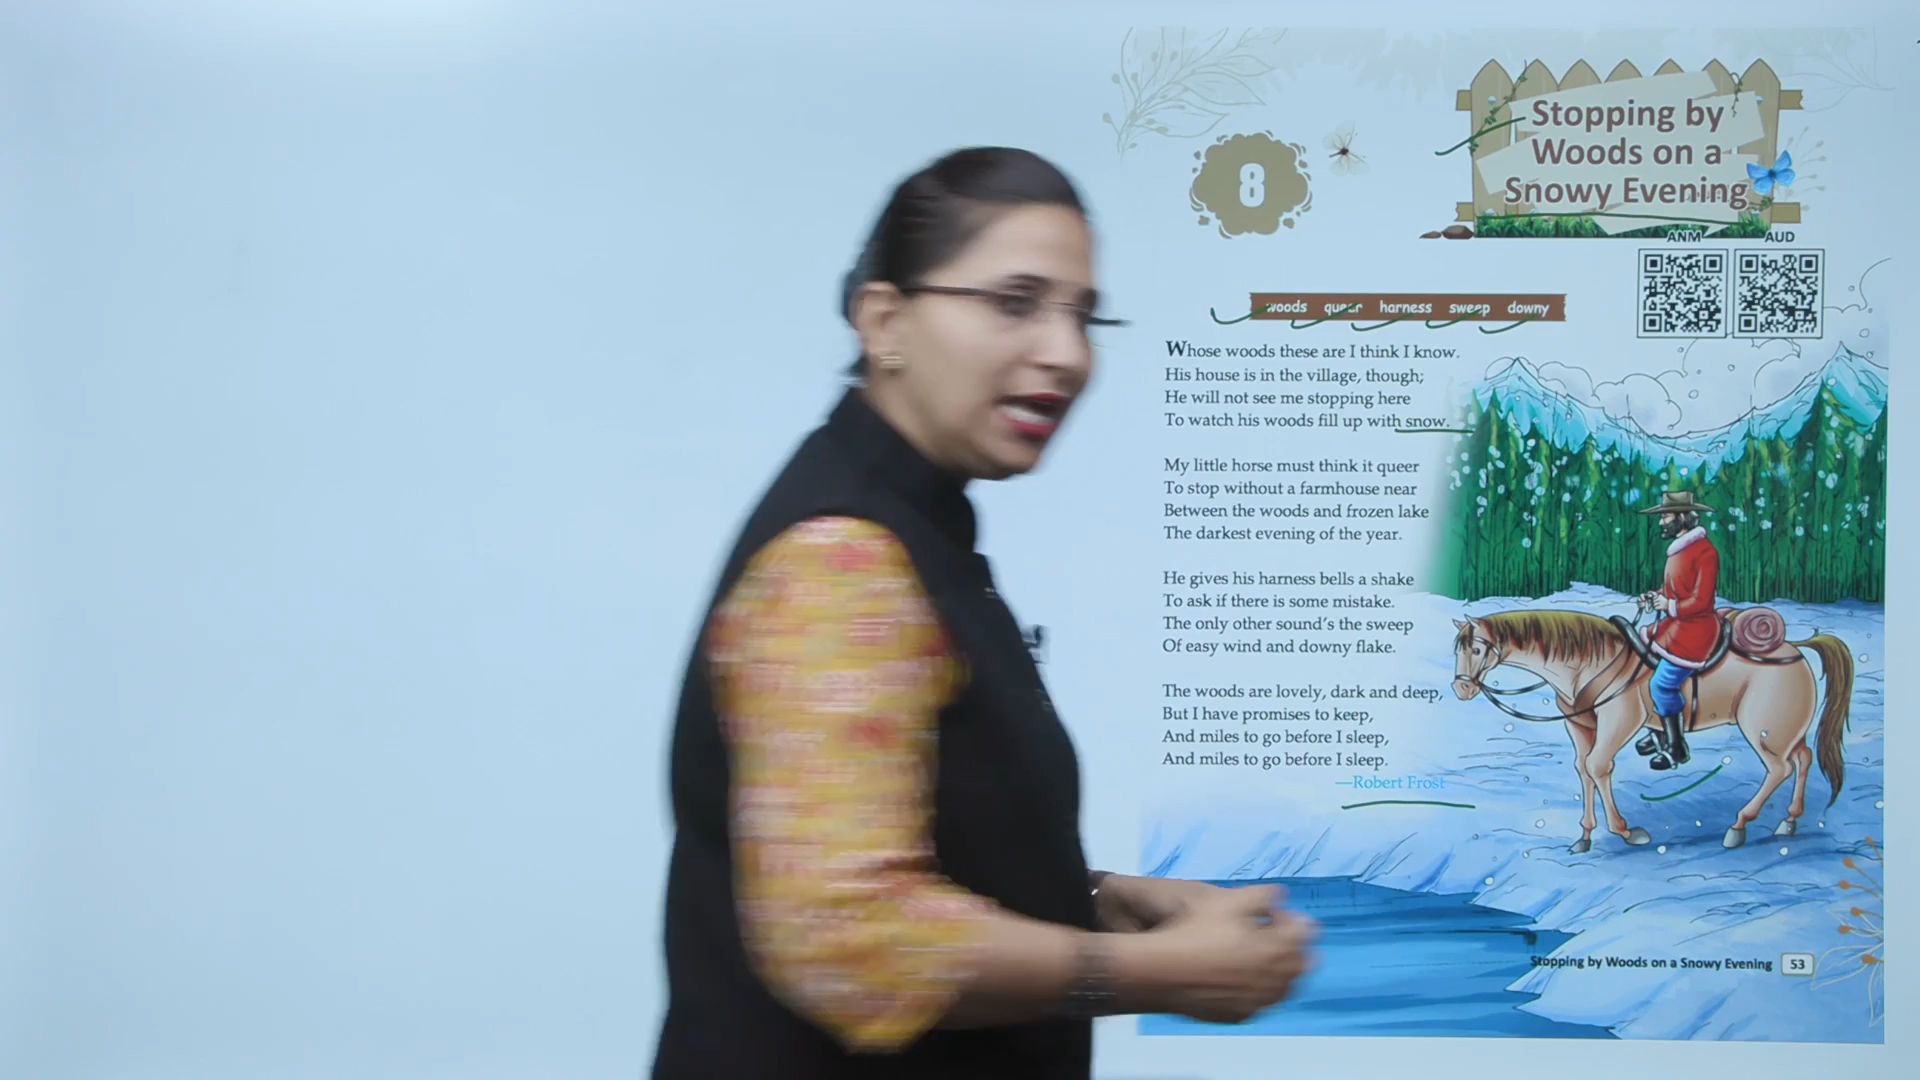 8
Stopping by
Woods on a
Snowy Evening
ANM AUD
woods queer harness sweep downy
Whose woods these are I think I know.
His house is in the village, though;
He will not see me stopping here
To watch his woods fill up with snow.
My little horse must think it queer
To stop without a farmhouse near
Between the woods and frozen lake
The darkest evening of the year.
He gives his harness bells a shake
To ask if there is some mistake.
The only other sound's the sweep
Of easy wind and downy flake.
The woods are lovely, dark and deep,
But I have promises to keep,
And miles to go before I sleep,
And miles to go before I sleep.
—Robert Frost
Stopping by Woods on a Snowy Evening 53